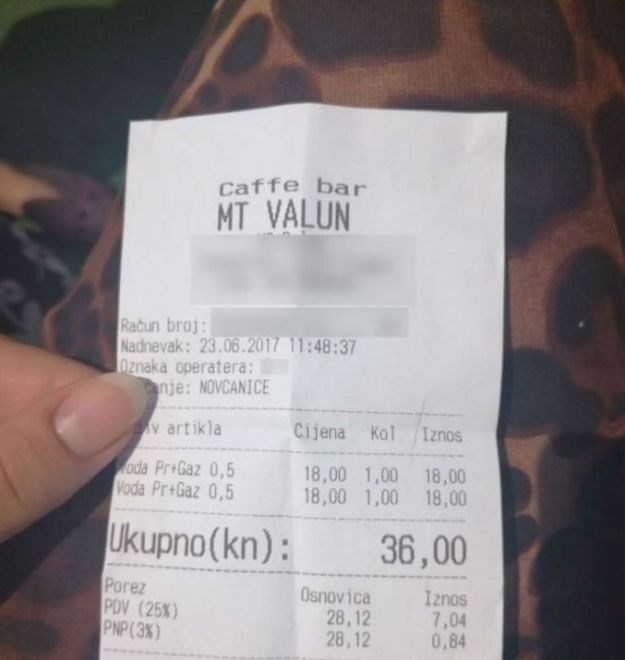 Caffe bar
MT VALUN
Račun broj:
Nadnevak: 23.06.2017 11:48:37
Oznaka operatera:
anje: NOVCANICE
iv artikla Cijena Kol Iznos
Voda Pr+Gaz 0,5 18,00 1,00 18,00
Voda Pr+Gaz 0,5 18,00 1,00 18,00
Ukupno(kn): 36,00
Porez Osnovica Iznos
PDV (25%) 28,12 7,04
PNP(3%) 28,12 0,84